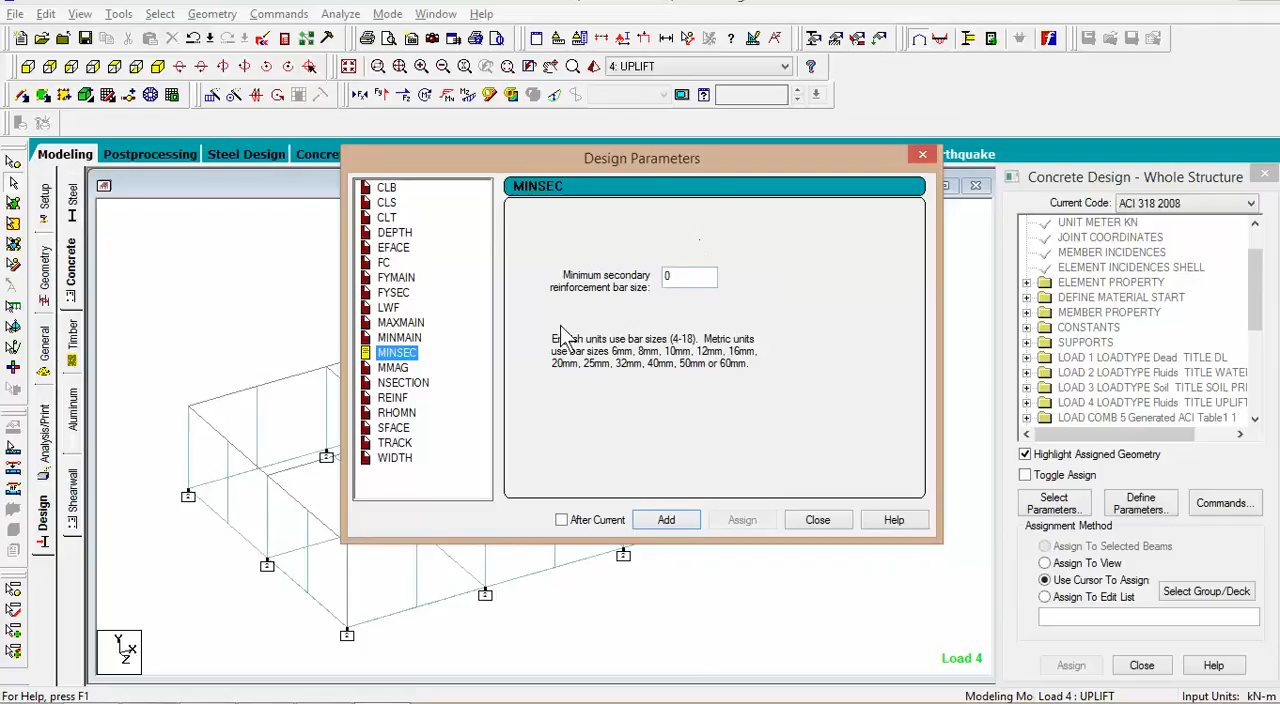 File Edit View Tools Select Geometry Commands Analyze Mode Window Help
4: UPLIFT
Modeling Postprocessing Steel Design
Design Parameters
Concrete Design - Whole Structure
Current Code: ACI 318 2008
CLB
CLS
CLT
DEPTH
EFACE
FC
FYMAIN
FYSEC
LWF
MAXMAIN
MINMAIN
MINSEC
MMAG
NSECTION
REINF
RHOMN
SFACE
TRACK
WIDTH
MINSEC
Minimum secondary
reinforcement bar size: 0
units use bar sizes (4-18). Metric units
use bar sizes 6mm, 8mm, 10mm, 12mm, 16mm,
20mm, 25mm, 32mm, 40mm, 50mm or 60mm.
After Current Add Assign Close Help
UNIT METER KN
JOINT COORDINATES
MEMBER INCIDENCES
ELEMENT INCIDENCES SHELL
ELEMENT PROPERTY
DEFINE MATERIAL START
MEMBER PROPERTY
CONSTANTS
SUPPORTS
LOAD 1 LOADTYPE Dead TITLE DL
LOAD 2 LOADTYPE Fluids TITLE WATER
LOAD 3 LOADTYPE Soil TITLE SOIL PRI
LOAD 4 LOADTYPE Fluids TITLE UPLIFT
LOAD COMB 5 Generated ACI Table1 1
Highlight Assigned Geometry
Toggle Assign
Select
Parameters..
Define
Parameters..
Commands...
Assignment Method
Assign To Selected Beams
Assign To View
Use Cursor To Assign
Select Group/Deck
Assign To Edit List
Assign Close Help
Setup
Geometry
General
Analysis/Print
Design
Steel
Concrete
Timber
Aluminum
Shearwall
Y
X
Z
Load 4
For Help, press F1
Modeling Mo Load 4 : UPLIFT Input Units: kN-m